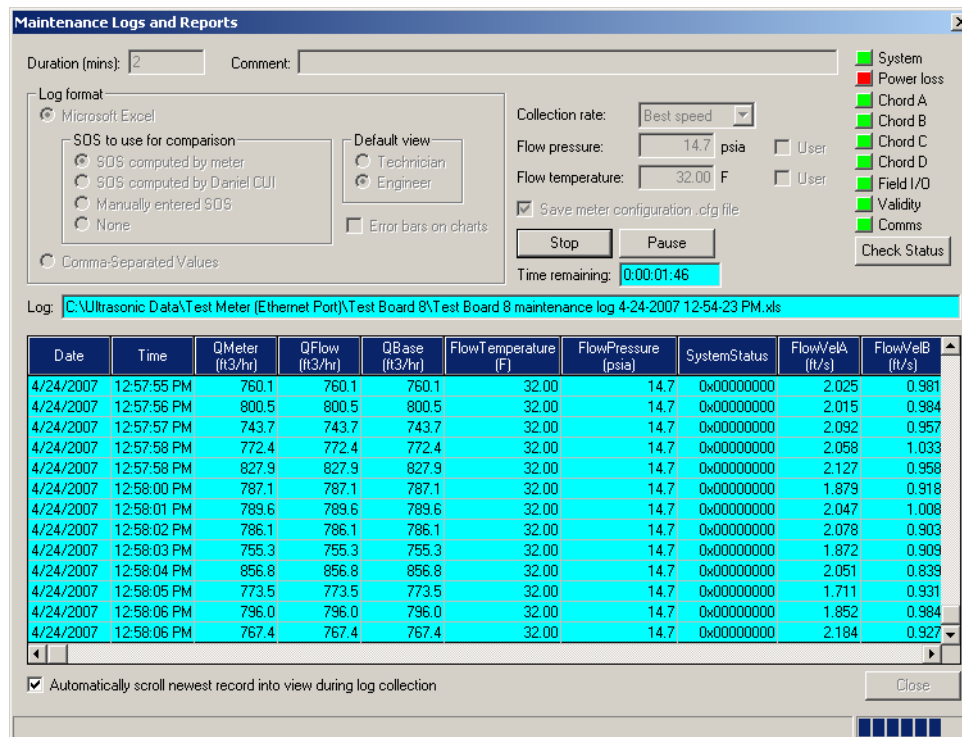 Maintenance Logs and Reports
Duration (mins): 2 Comment:
System
Power loss
Chord A
Chord B
Chord C
Chord D
Field I/O
Validity
Comms
Check Status
Log format
Microsoft Excel
SOS to use for comparison
SOS computed by meter
SOS computed by Daniel CUI
Manually entered SOS
None
Default view
Technician
Engineer
Error bars on charts
Comma-Separated Values
Collection rate: Best speed
Flow pressure: 14.7 psia User
Flow temperature: 32.00 F User
Save meter configuration .cfg file
Stop Pause
Time remaining: 0:00:01:46
Log: C:\Ultrasonic Data\Test Meter (Ethernet Port)\Test Board 8\Test Board 8 maintenance log 4-24-2007 12-54-23 PM.xls
Date Time QMeter (ft3/hr) QFlow (ft3/hr) QBase (ft3/hr) FlowTemperature (F) FlowPressure (psia) SystemStatus FlowVelA (ft/s) FlowVelB (ft/s)
4/24/2007 12:57:55 PM 760.1 760.1 760.1 32.00 14.7 0x00000000 2.025 0.981
4/24/2007 12:57:56 PM 800.5 800.5 800.5 32.00 14.7 0x00000000 2.015 0.984
4/24/2007 12:57:57 PM 743.7 743.7 743.7 32.00 14.7 0x00000000 2.092 0.957
4/24/2007 12:57:58 PM 772.4 772.4 772.4 32.00 14.7 0x00000000 2.058 1.033
4/24/2007 12:57:58 PM 827.9 827.9 827.9 32.00 14.7 0x00000000 2.127 0.958
4/24/2007 12:58:00 PM 787.1 787.1 787.1 32.00 14.7 0x00000000 1.879 0.918
4/24/2007 12:58:01 PM 789.6 789.6 789.6 32.00 14.7 0x00000000 2.047 1.008
4/24/2007 12:58:02 PM 786.1 786.1 786.1 32.00 14.7 0x00000000 2.078 0.903
4/24/2007 12:58:03 PM 755.3 755.3 755.3 32.00 14.7 0x00000000 1.872 0.909
4/24/2007 12:58:04 PM 856.8 856.8 856.8 32.00 14.7 0x00000000 2.051 0.839
4/24/2007 12:58:05 PM 773.5 773.5 773.5 32.00 14.7 0x00000000 1.711 0.931
4/24/2007 12:58:06 PM 796.0 796.0 796.0 32.00 14.7 0x00000000 1.852 0.984
4/24/2007 12:58:06 PM 767.4 767.4 767.4 32.00 14.7 0x00000000 2.184 0.927
Automatically scroll newest record into view during log collection
Close